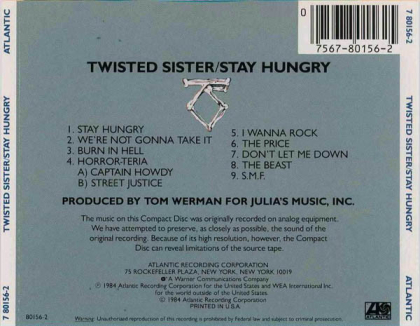 7 80156-2
ATLANTIC
TWISTED SISTER/STAY HUNGRY
7 80156-2
0
7567-80156-2
TWISTED SISTER/STAY HUNGRY
1. STAY HUNGRY
2. WE'RE NOT GONNA TAKE IT
3. BURN IN HELL
4. HORROR-TERIA
A) CAPTAIN HOWDY
B) STREET JUSTICE
5. I WANNA ROCK
6. THE PRICE
7. DON'T LET ME DOWN
8. THE BEAST
9. S.M.F.
PRODUCED BY TOM WERMAN FOR JULIA'S MUSIC, INC.
The music on this Compact Disc was originally recorded on analog equipment.
We have attempted to preserve, as closely as possible, the sound of the
original recording. Because of its high resolution, however, the Compact
Disc can reveal limitations of the source tape.
ATLANTIC RECORDING CORPORATION
75 ROCKEFELLER PLAZA, NEW YORK, NEW YORK 10019
A Warner Communications Company
℗ 1984 Atlantic Recording Corporation for the United States and WEA International Inc.
for the world outside of the United States.
© 1984 Atlantic Recording Corporation
PRINTED IN U.S.A.
80156-2
Warning: Unauthorized reproduction of this recording is prohibited by Federal law and subject to criminal prosecution.
ATLANTIC
7 80156-2
TWISTED SISTER/STAY HUNGRY
ATLANTIC